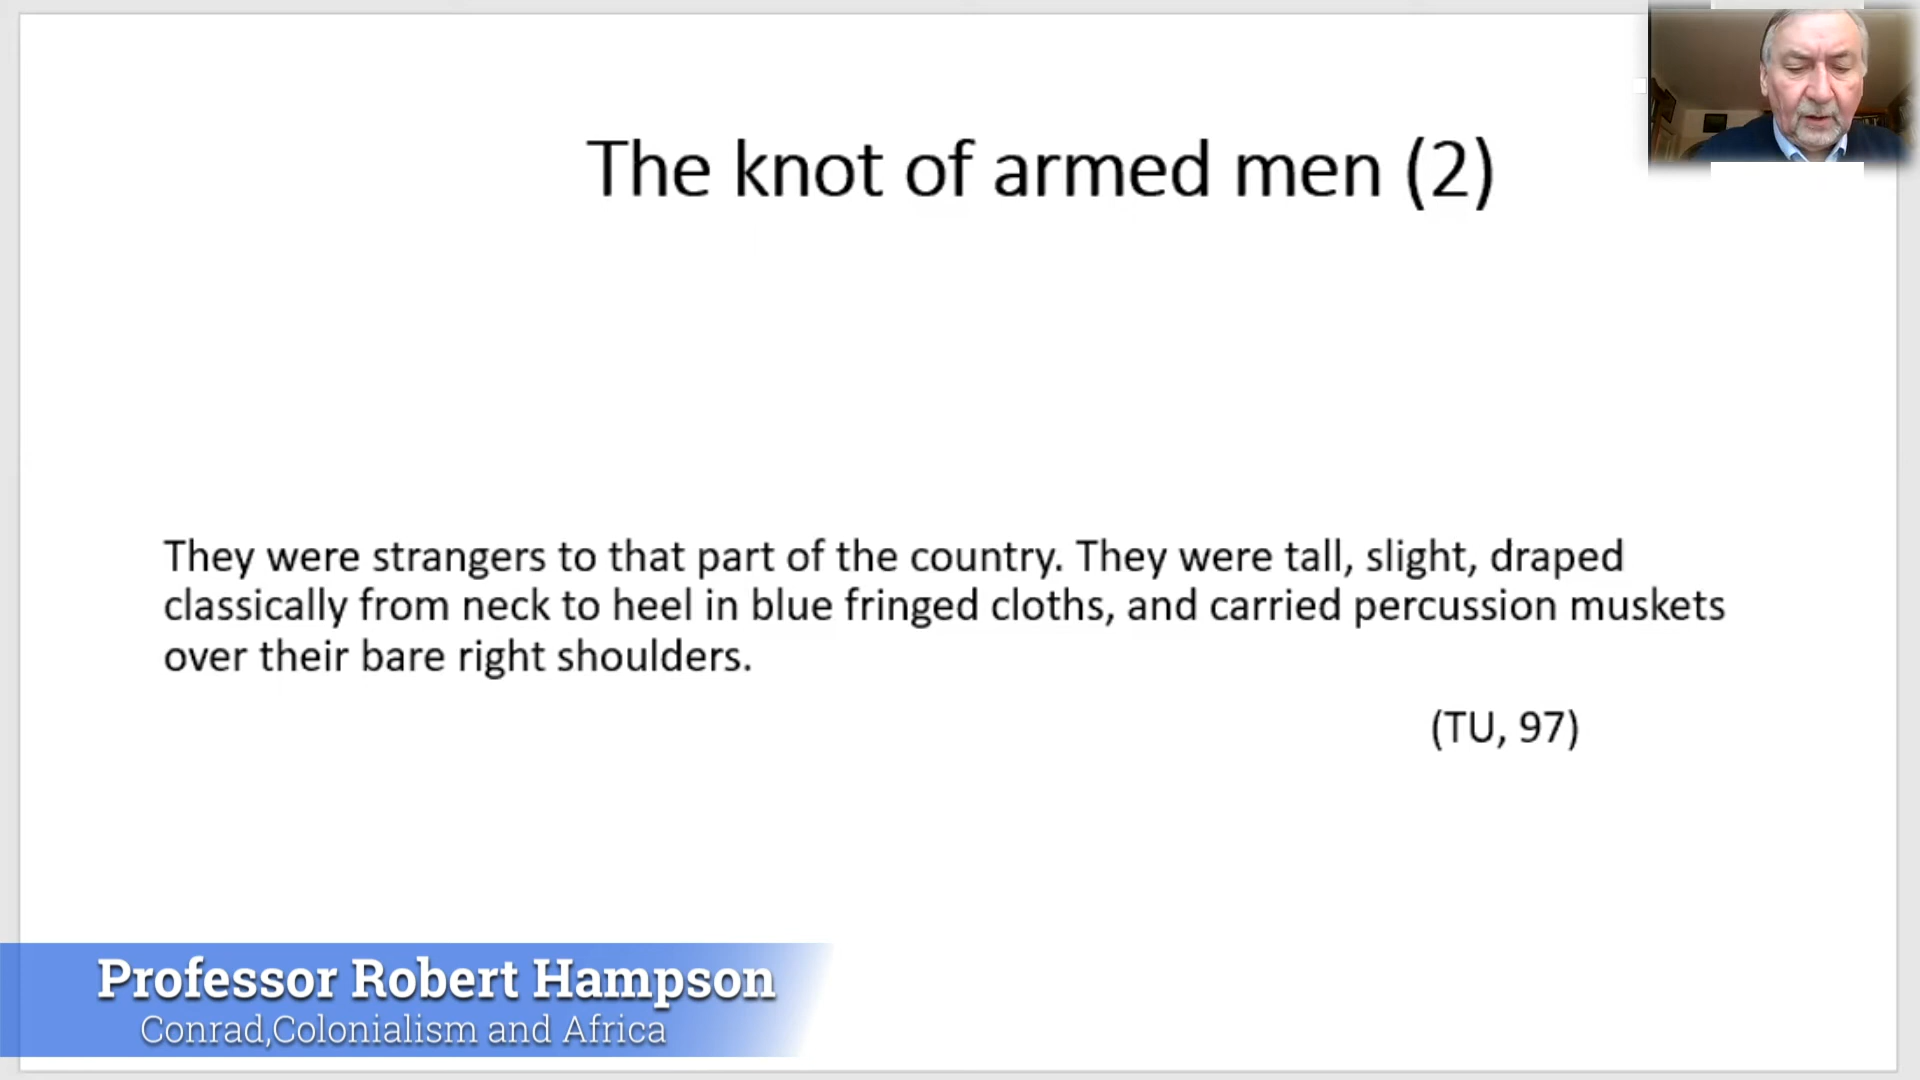 The knot of armed men (2)
They were strangers to that part of the country. They were tall, slight, draped
classically from neck to heel in blue fringed cloths, and carried percussion muskets
over their bare right shoulders.
(TU, 97)
Professor Robert Hampson
Conrad,Colonialism and Africa